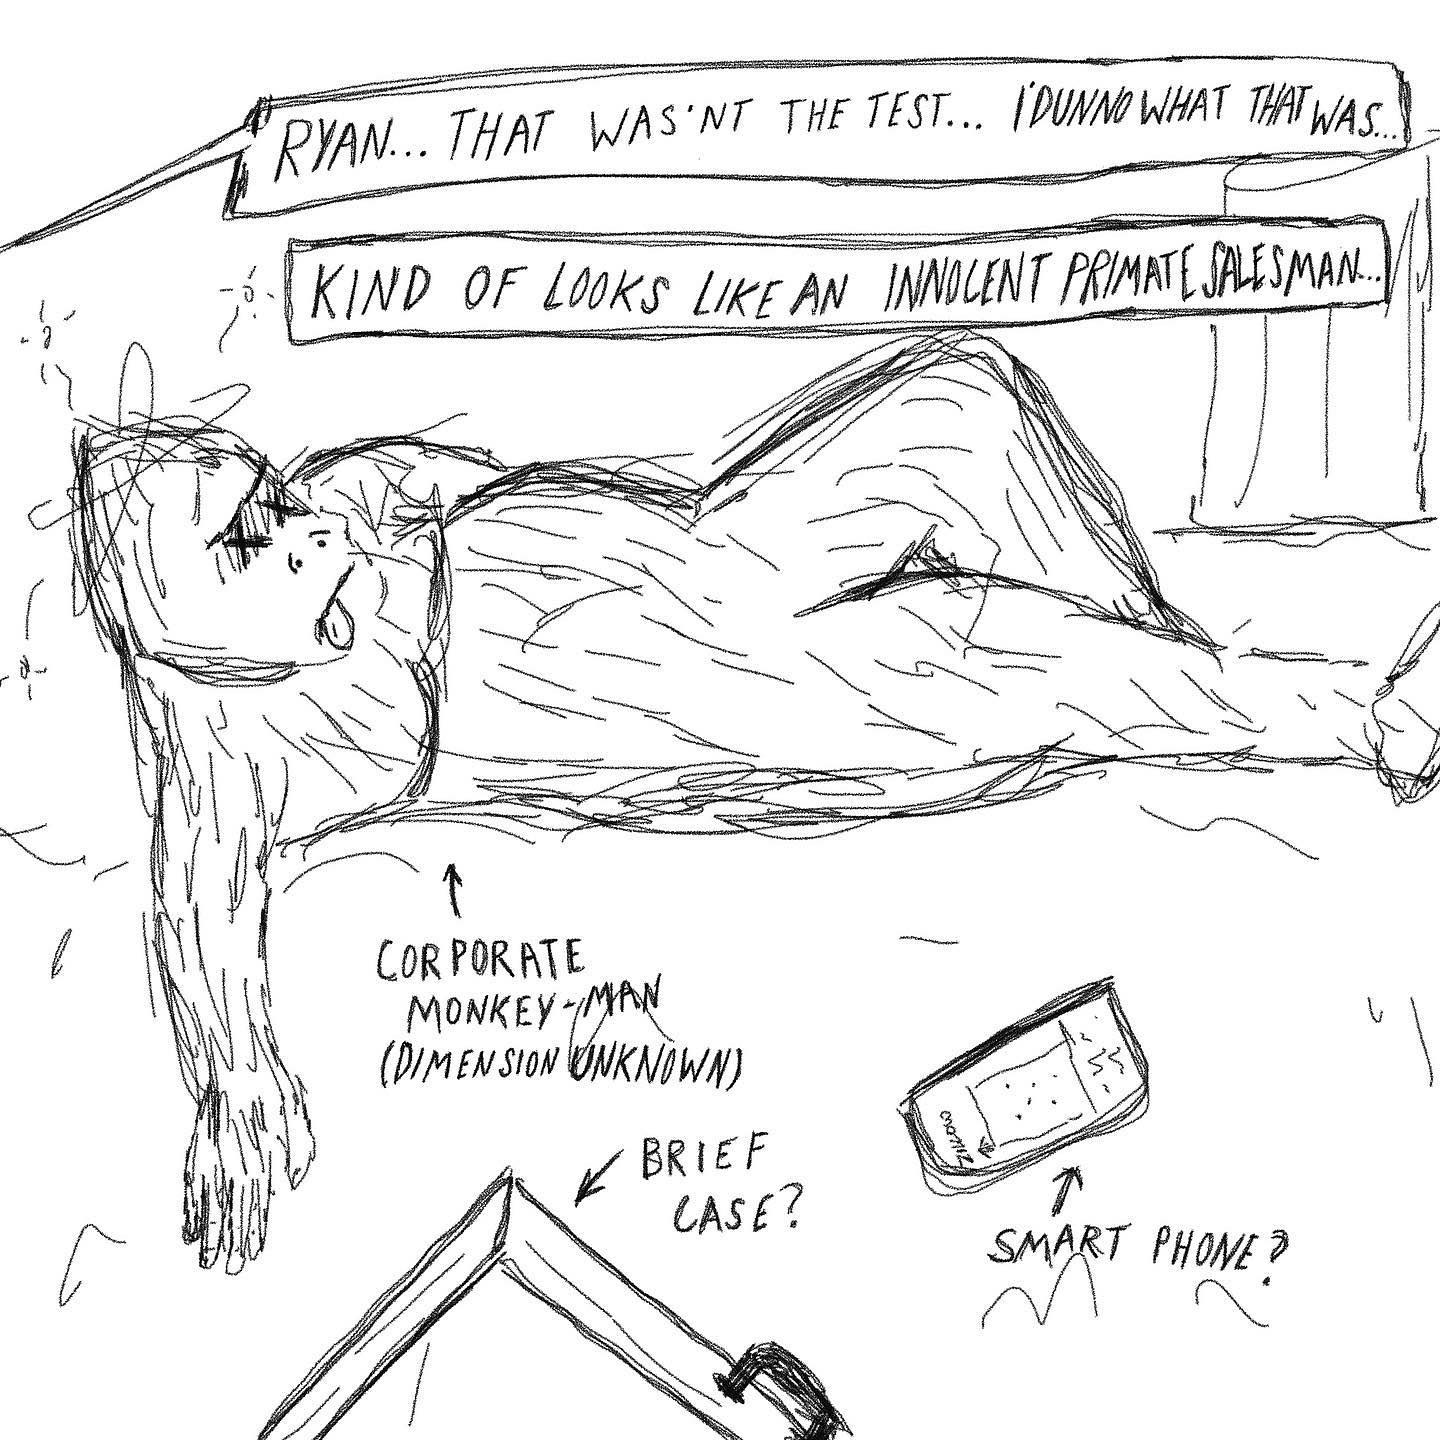 RYAN... THAT WAS'NT THE TEST... I'DUNNO WHAT THAT WAS...
KIND OF LOOKS LIKE AN INNOCENT PRIMATE SALESMAN...
CORPORATE
MONKEY-MAN
(DIMENSION UNKNOWN)
BRIEF
CASE?
SMART PHONE?